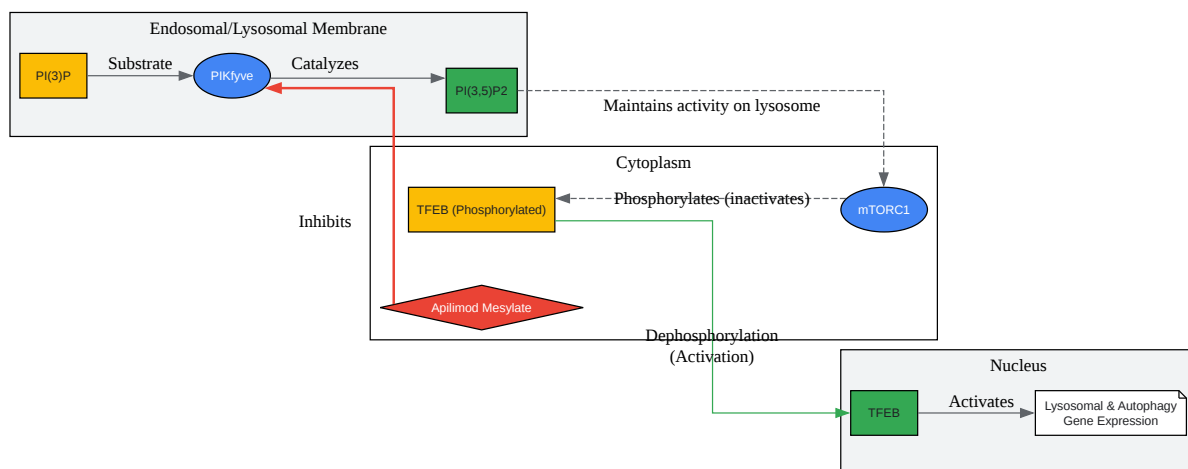 Endosomal/Lysosomal Membrane
PI(3)P
Substrate
PIKfyve
Catalyzes
PI(3,5)P2
Maintains activity on lysosome
Cytoplasm
TFEB (Phosphorylated)
Phosphorylates (inactivates)
mTORC1
Inhibits
Apilimod Mesylate
Dephosphorylation
(Activation)
Nucleus
TFEB
Activates
Lysosomal & Autophagy
Gene Expression